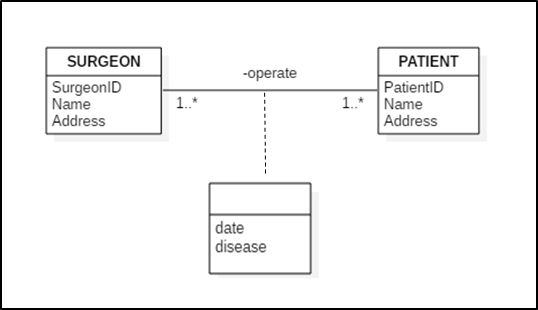 SURGEON
SurgeonID
Name
Address
-operate
1..*
1..*
PATIENT
PatientID
Name
Address
date
disease